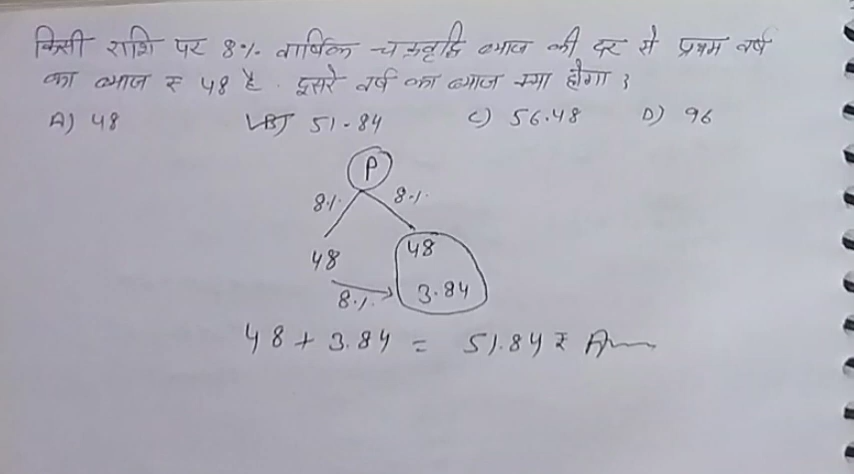 किसी राशि पर 8% वार्षिक चक्रवृद्धि ब्याज की दर से प्रथम वर्ष
का ब्याज ₹ 48 है. दूसरे वर्ष का ब्याज क्या होगा ?
A) 48 B) 51.84 C) 56.48 D) 96
P
8% 8%
48 48
8% 3.84
48 + 3.84 = 51.84 ₹ Ans